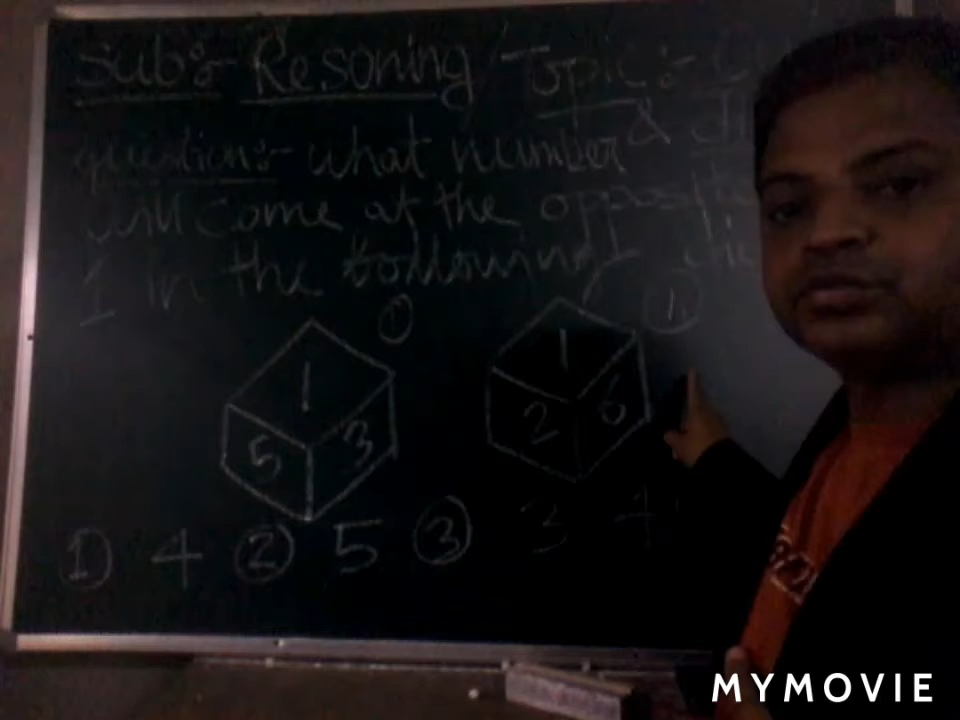 Sub:- Resoning Topic:-
&
question:- what number
will come at the opposite
1 in the following
1
5 3
1
2 6
1) 4 2 5 3 3 4
MYMOVIE